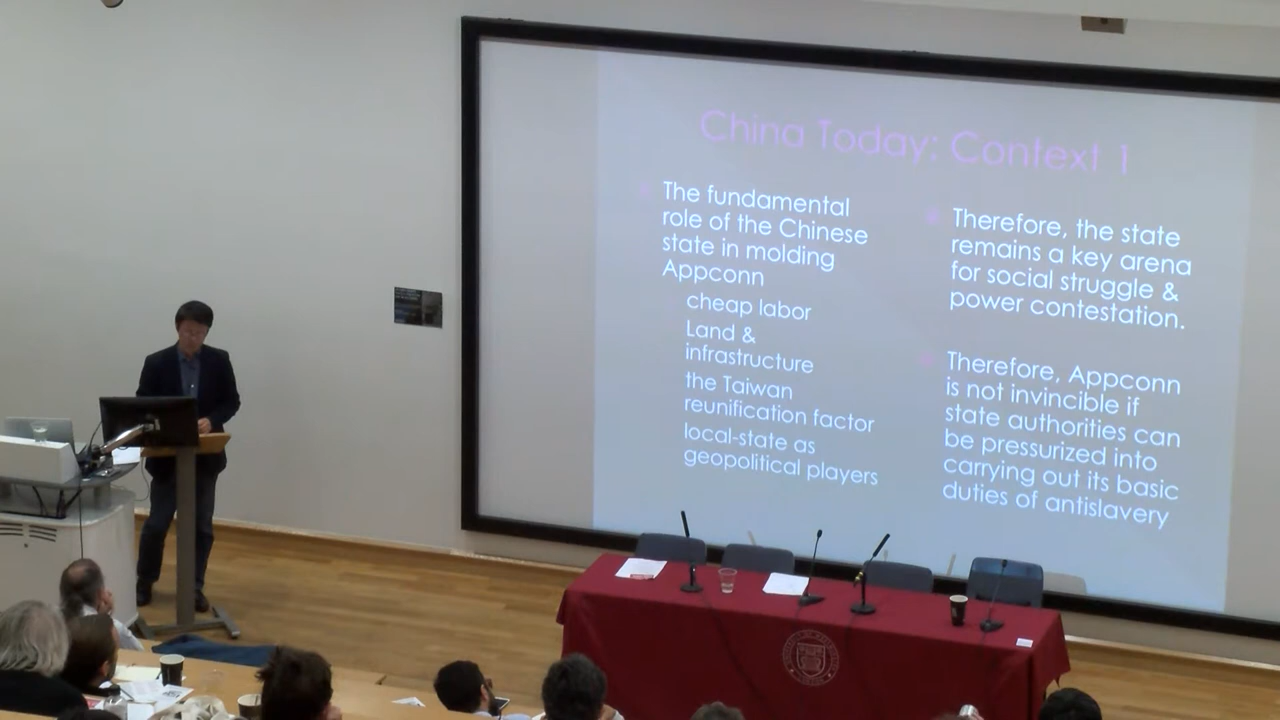 China Today: Context 1
The fundamental
role of the Chinese
state in molding
Appconn
cheap labor
Land &
infrastructure
the Taiwan
reunification factor
local-state as
geopolitical players
Therefore, the state
remains a key arena
for social struggle &
power contestation.
Therefore, Appconn
is not invincible if
state authorities can
be pressurized into
carrying out its basic
duties of antislavery